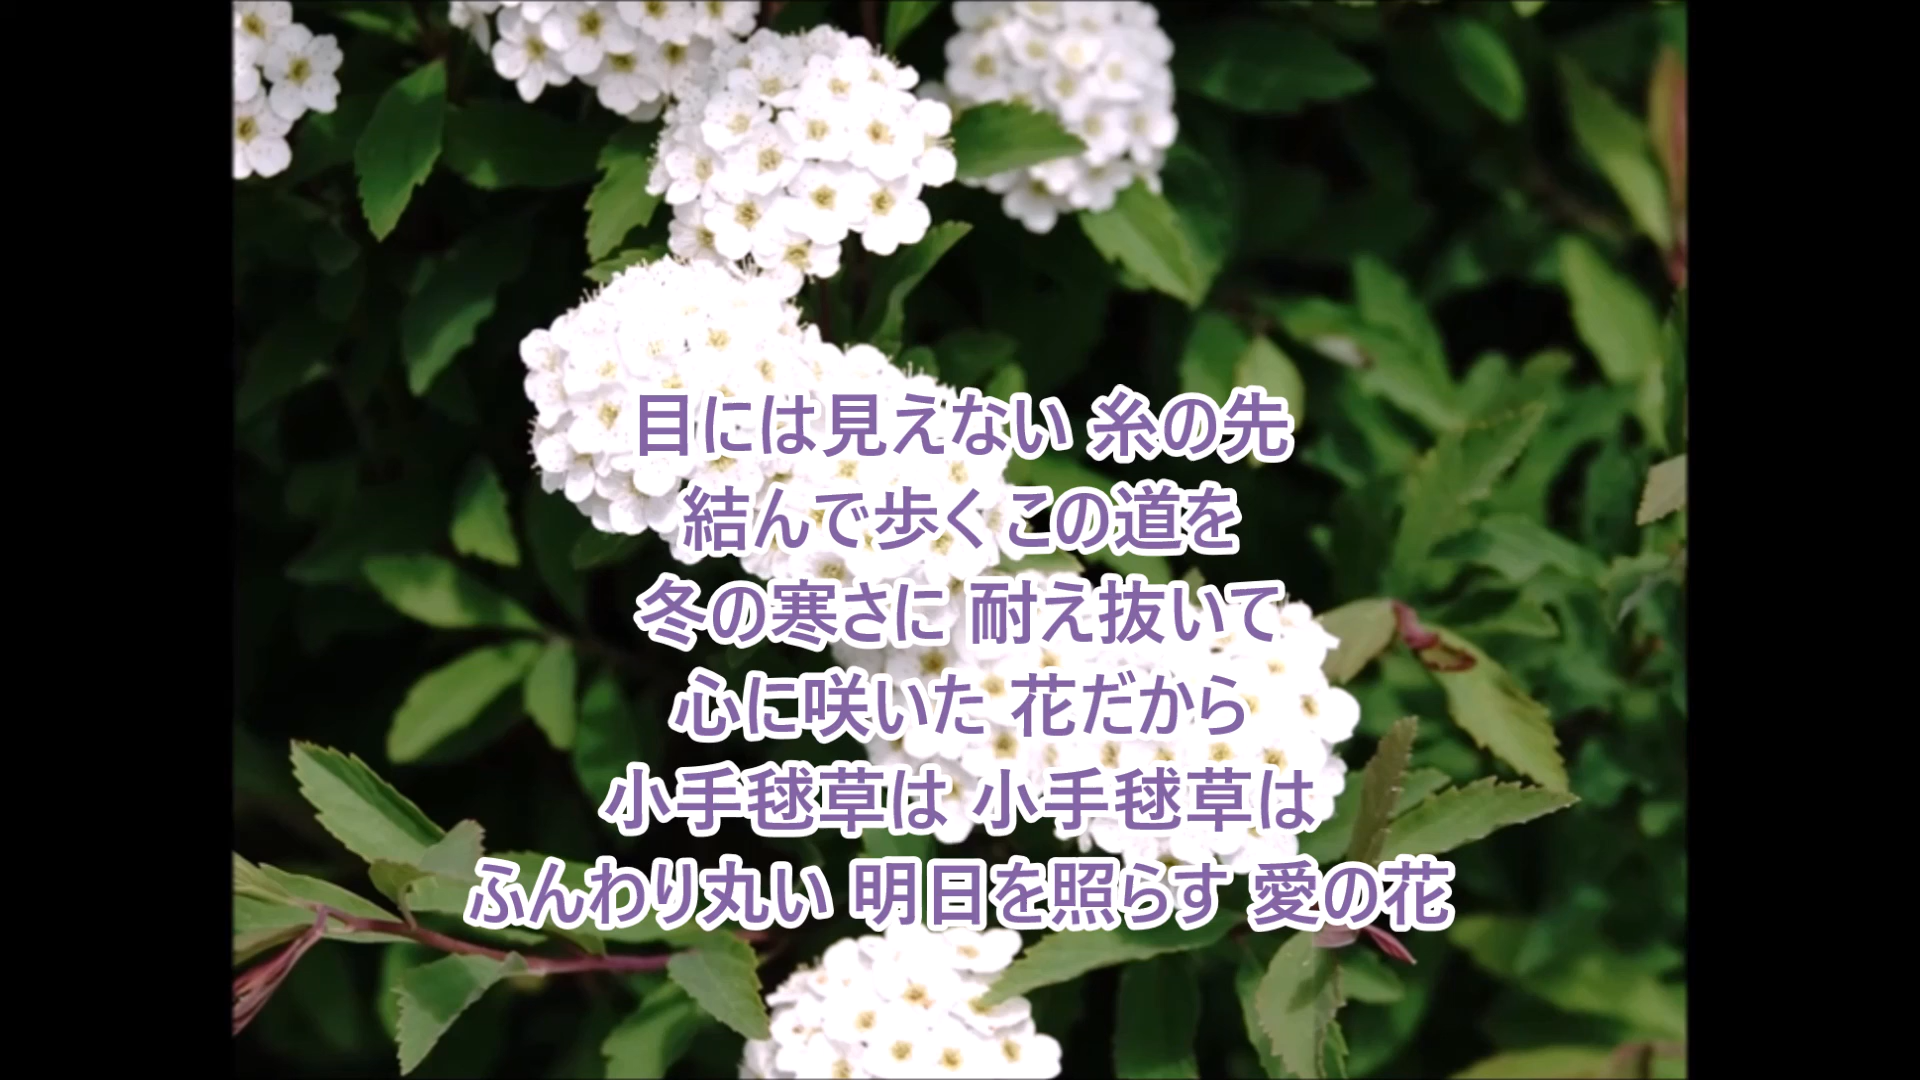 目には見えない 糸の先
結んで歩く この道を
冬の寒さに 耐え抜いて
心に咲いた 花だから
小手毬草は 小手毬草は
ふんわり丸い 明日を照らす 愛の花